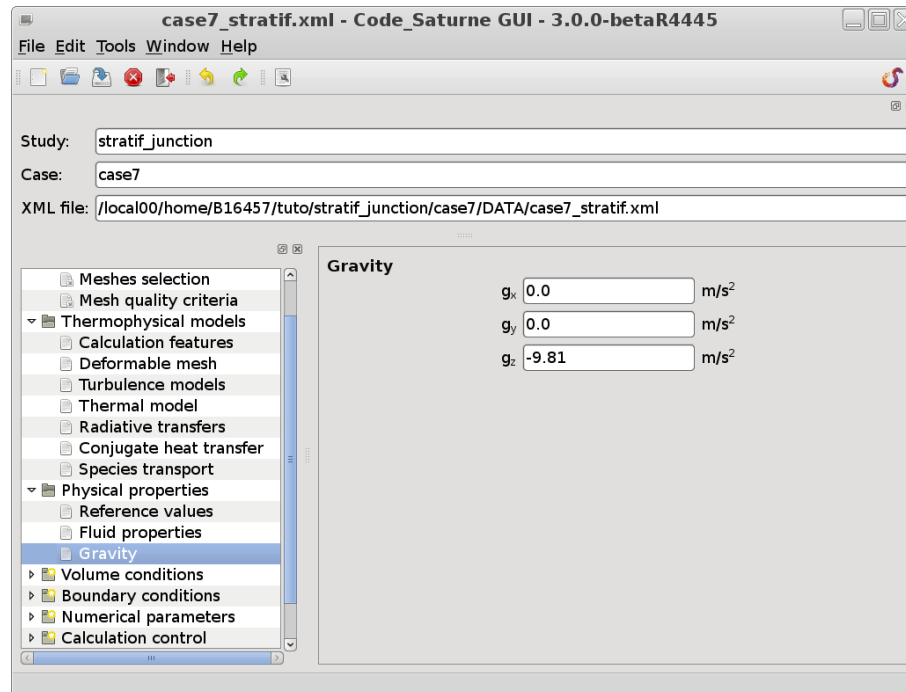 case7_stratif.xml - Code_Saturne GUI - 3.0.0-betaR4445
File Edit Tools Window Help
Study: stratif_junction
Case: case7
XML file: /local00/home/B16457/tuto/stratif_junction/case7/DATA/case7_stratif.xml
Meshes selection
Mesh quality criteria
Thermophysical models
Calculation features
Deformable mesh
Turbulence models
Thermal model
Radiative transfers
Conjugate heat transfer
Species transport
Physical properties
Reference values
Fluid properties
Gravity
Volume conditions
Boundary conditions
Numerical parameters
Calculation control
Gravity
gₓ 0.0 m/s²
gᵧ 0.0 m/s²
g_z -9.81 m/s²